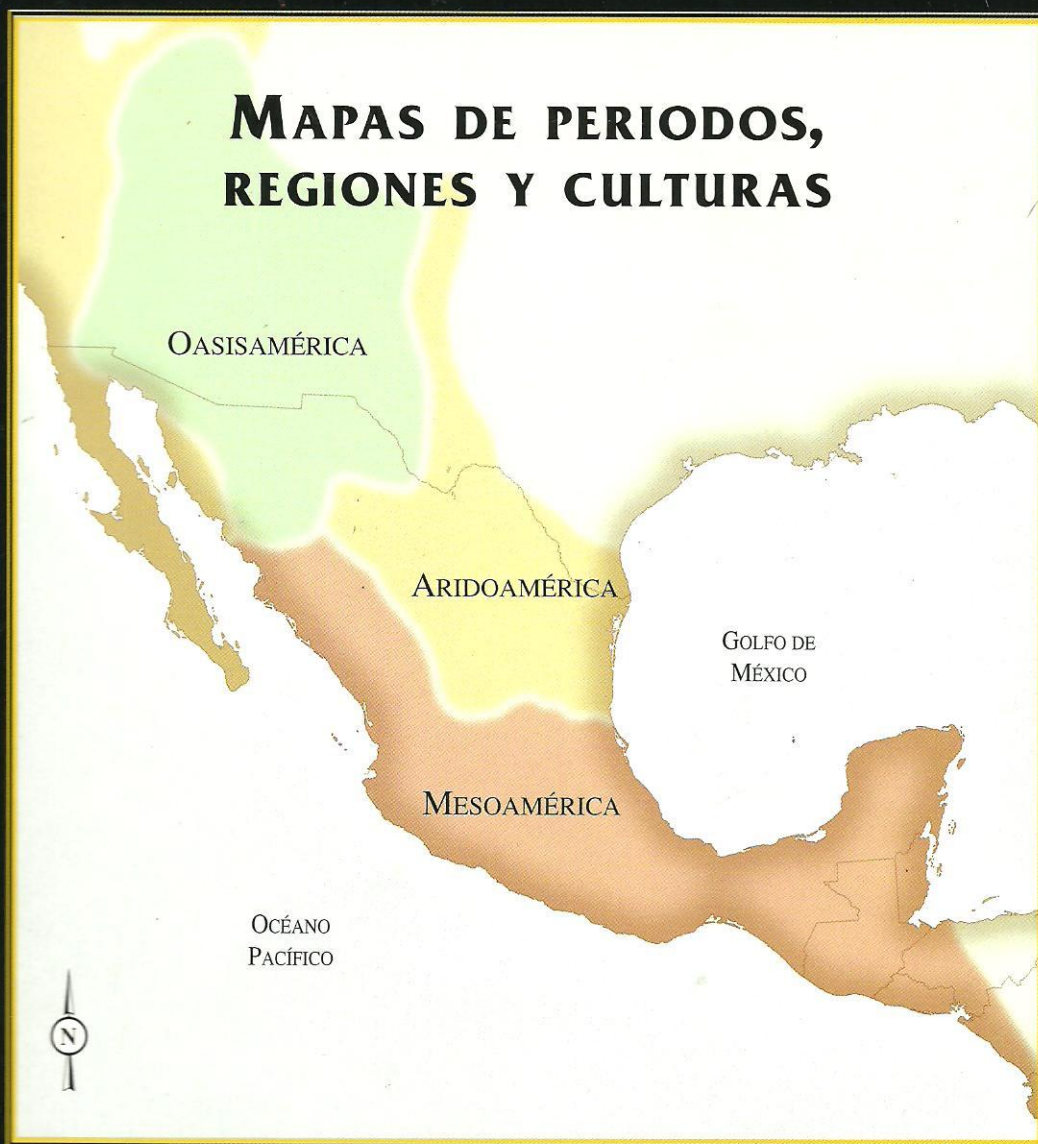 MAPAS DE PERIODOS,
REGIONES Y CULTURAS
OASISAMÉRICA
ARIDOAMÉRICA
GOLFO DE
MÉXICO
MESOAMÉRICA
OCÉANO
PACÍFICO
N